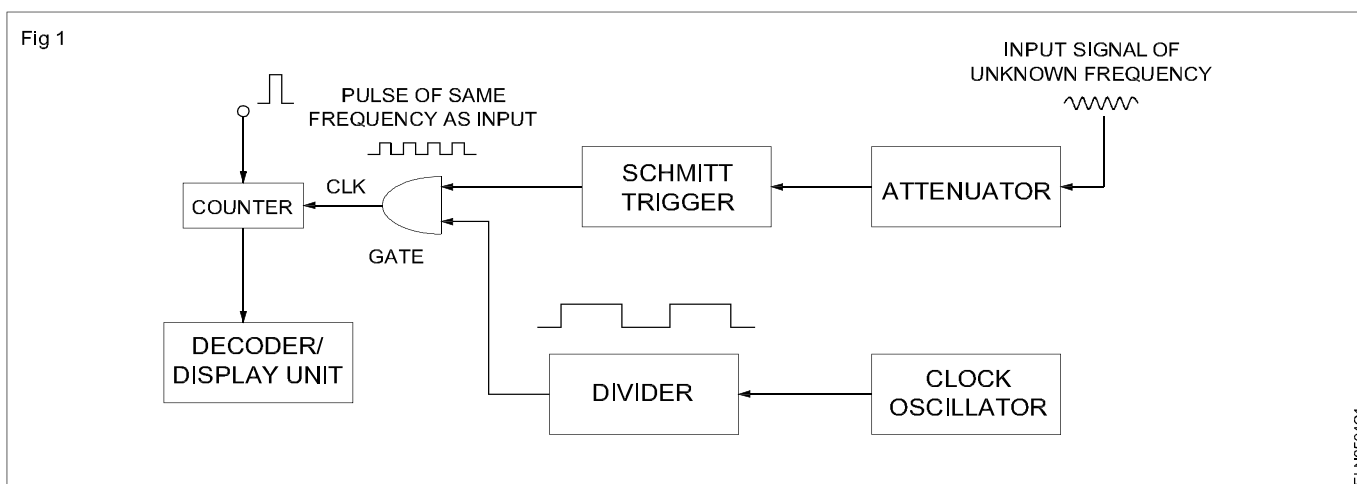 Fig 1
INPUT SIGNAL OF
UNKNOWN FREQUENCY
PULSE OF SAME
FREQUENCY AS INPUT
SCHMITT
TRIGGER
ATTENUATOR
CLK
COUNTER
GATE
DECODER/
DISPLAY UNIT
DIVIDER
CLOCK
OSCILLATOR